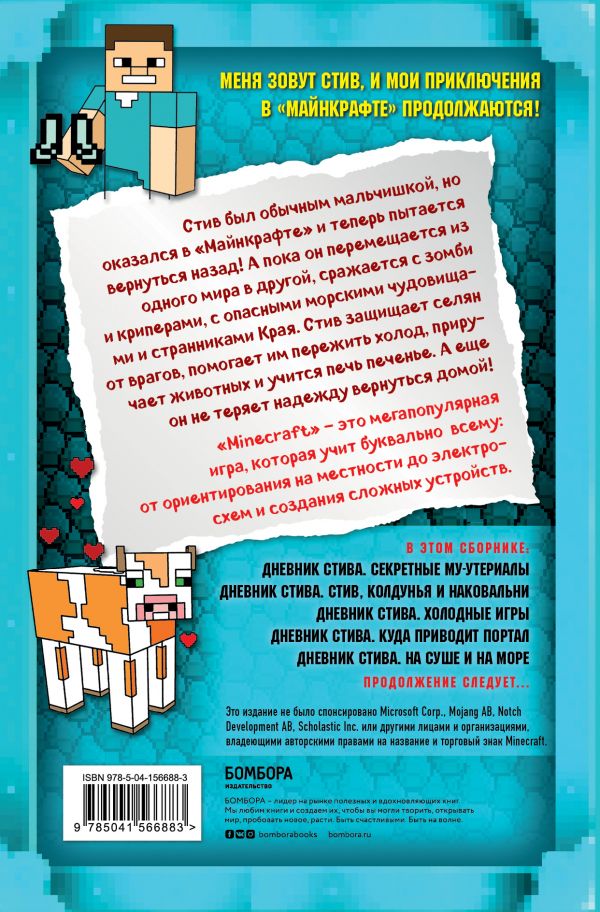 МЕНЯ ЗОВУТ СТИВ, И МОИ ПРИКЛЮЧЕНИЯ
В «МАЙНКРАФТЕ» ПРОДОЛЖАЮТСЯ!
Стив был обычным мальчишкой, но
оказался в «Майнкрафте» и теперь пытается
вернуться назад! А пока он перемещается из
одного мира в другой, сражается с зомби
и криперами, с опасными морскими чудовища-
ми и странниками Края. Стив защищает селян
от врагов, помогает им пережить холод, приру-
чает животных и учится печь печенье. А еще
он не теряет надежду вернуться домой!
«Minecraft» – это мегапопулярная
игра, которая учит буквально всему:
от ориентирования на местности до электро-
схем и создания сложных устройств.
В ЭТОМ СБОРНИКЕ:
ДНЕВНИК СТИВА. СЕКРЕТНЫЕ МУ-УТЕРИАЛЫ
ДНЕВНИК СТИВА. СТИВ, КОЛДУНЬЯ И НАКОВАЛЬНИ
ДНЕВНИК СТИВА. ХОЛОДНЫЕ ИГРЫ
ДНЕВНИК СТИВА. КУДА ПРИВОДИТ ПОРТАЛ
ДНЕВНИК СТИВА. НА СУШЕ И НА МОРЕ
ПРОДОЛЖЕНИЕ СЛЕДУЕТ...
Это издание не было спонсировано Microsoft Corp., Mojang AB, Notch
Development AB, Scholastic Inc. или другими лицами и организациями,
владеющими авторскими правами на название и торговый знак Minecraft.
ISBN 978-5-04-156688-3
9 785041 566883 >
БОМБОРА
ИЗДАТЕЛЬСТВО
БОМБОРА – лидер на рынке полезных и вдохновляющих книг.
Мы любим книги и создаем их, чтобы вы могли творить, открывать
мир, пробовать новое, расти. Быть счастливыми. Быть на волне.
bomborabooks bombora.ru